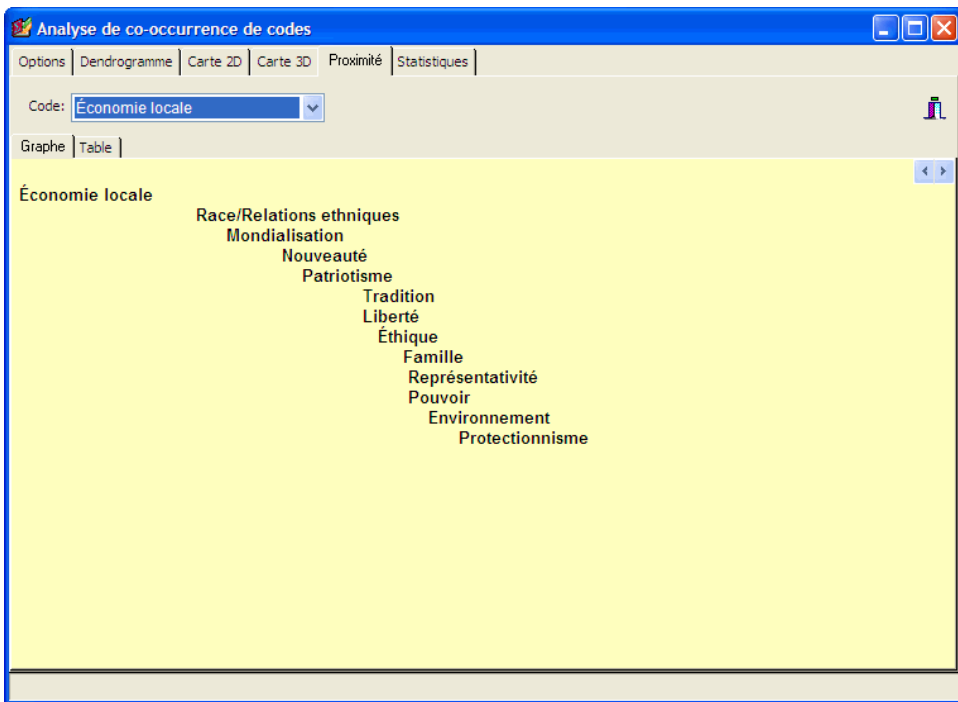 Analyse de co-occurrence de codes
Options Dendrogramme Carte 2D Carte 3D Proximité Statistiques
Code: Économie locale
Graphe Table
Économie locale
Race/Relations ethniques
Mondialisation
Nouveauté
Patriotisme
Tradition
Liberté
Éthique
Famille
Représentativité
Pouvoir
Environnement
Protectionnisme